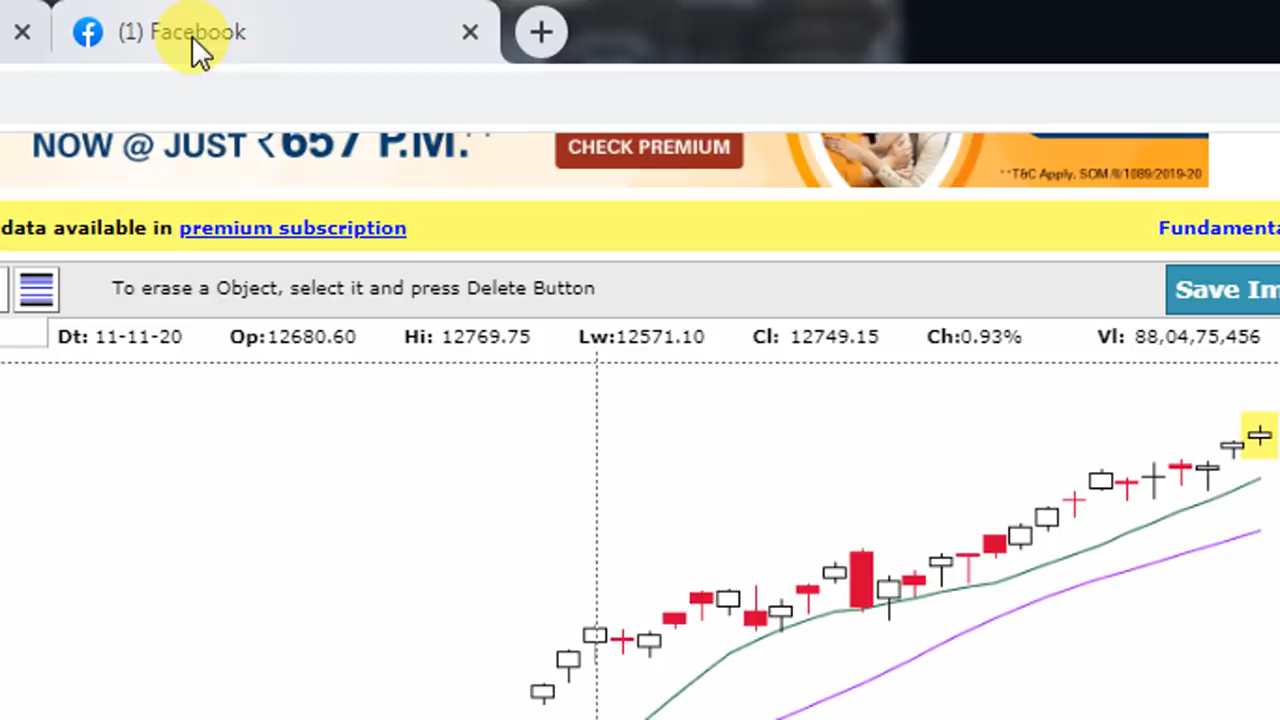 (1) Facebook
NOW @ JUST ₹657 P.M.**
CHECK PREMIUM
**T&C Apply. SOM/II/1089/2019-20
data available in premium subscription
Fundamenta
To erase a Object, select it and press Delete Button
Save Im
Dt: 11-11-20 Op:12680.60 Hi: 12769.75 Lw:12571.10 Cl: 12749.15 Ch:0.93% Vl: 88,04,75,456